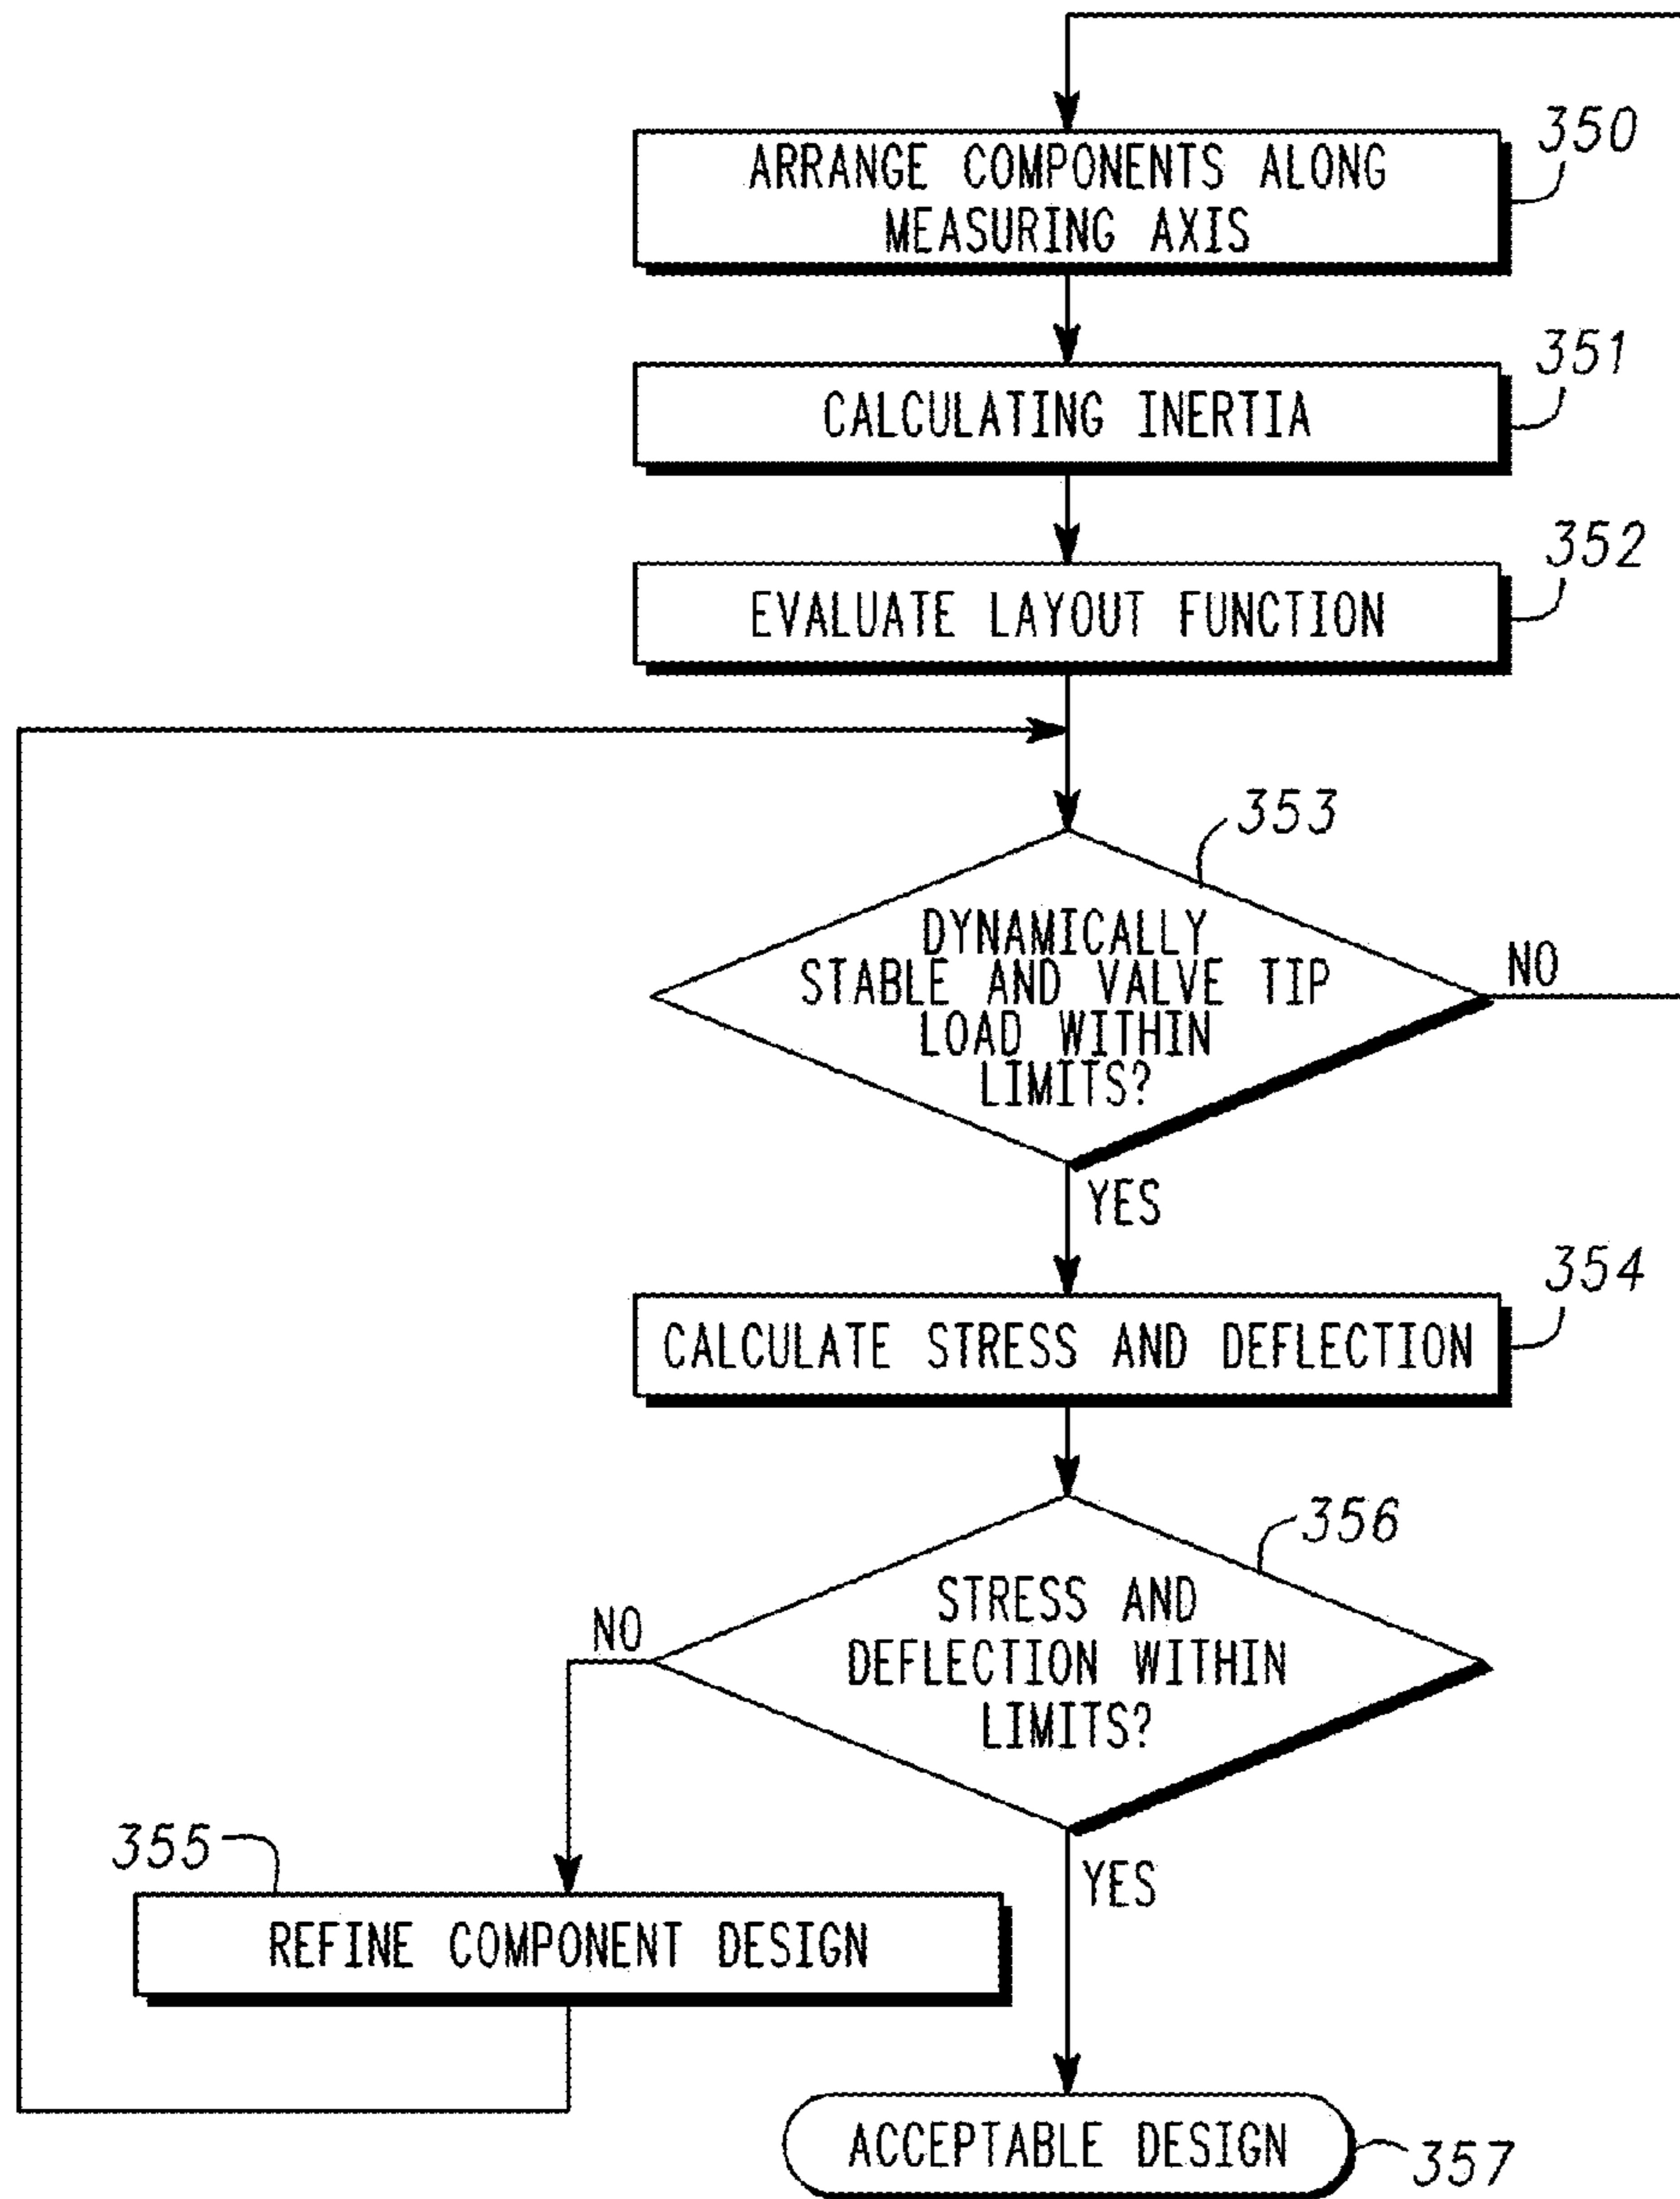 350
ARRANGE COMPONENTS ALONG
MEASURING AXIS
351
CALCULATING INERTIA
352
EVALUATE LAYOUT FUNCTION
353
DYNAMICALLY
STABLE AND VALVE TIP
LOAD WITHIN
LIMITS?
NO
YES
354
CALCULATE STRESS AND DEFLECTION
356
STRESS AND
DEFLECTION WITHIN
LIMITS?
NO
355
YES
REFINE COMPONENT DESIGN
ACCEPTABLE DESIGN
357